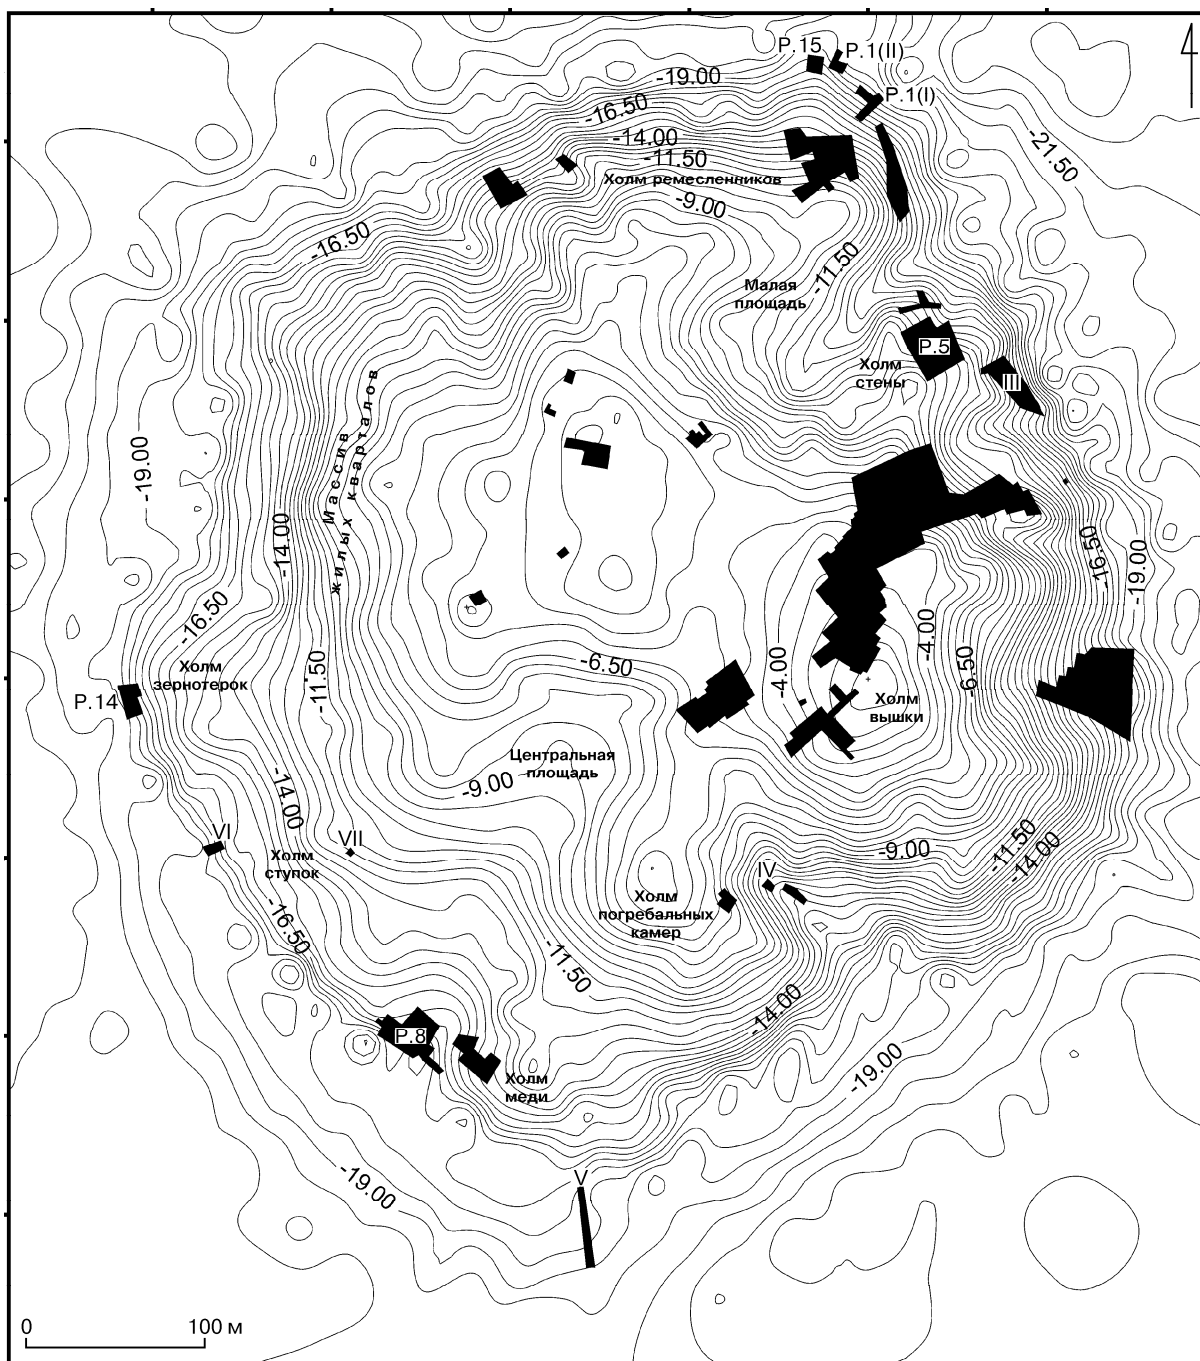 Р.15
Р.1(II)
-19.00
Р.1(I)
-16.50
-14.00
-21.50
-11.50
Холм ремесленников
-9.00
-16.50
-11.50
Малая
площадь
Р.5
Холм
стены
III
Массив
жилых кварталов
-19.00
-14.00
-16.50
-19.00
-16.50
-4.00
-6.50
-6.50
-4.00
Холм
зернотерок
-11.50
Р.14
Холм
вышки
Центральная
площадь
-9.00
-14.00
VI
VII
-11.50
-14.00
-9.00
Холм
ступок
IV
Холм
погребальных
камер
-16.50
-11.50
-14.00
Р.8
-19.00
Холм
меди
-19.00
V
0
100 м